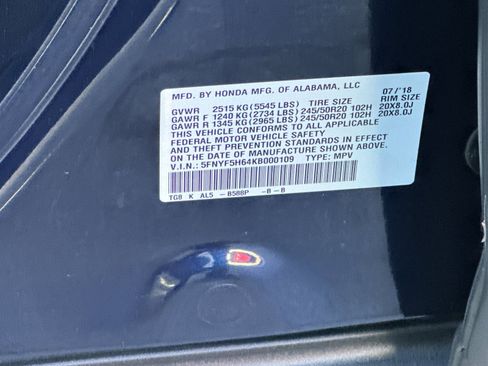 MFD. BY HONDA MFG. OF ALABAMA, LLC 07/'18
GVWR 2515 KG (5545 LBS) TIRE SIZE RIM SIZE
GAWR F 1240 KG (2734 LBS) 245/50R20 102H 20X8.0J
GAWR R 1345 KG (2965 LBS) 245/50R20 102H 20X8.0J
THIS VEHICLE CONFORMS TO ALL APPLICABLE
FEDERAL MOTOR VEHICLE SAFETY
AND THEFT PREVENTION STANDARDS IN EFFECT
ON THE DATE OF MANUFACTURE SHOWN ABOVE.
V.I.N.: 5FNYF5H64KB000109 TYPE: MPV
TG8 K AL5 - B588P -B-B